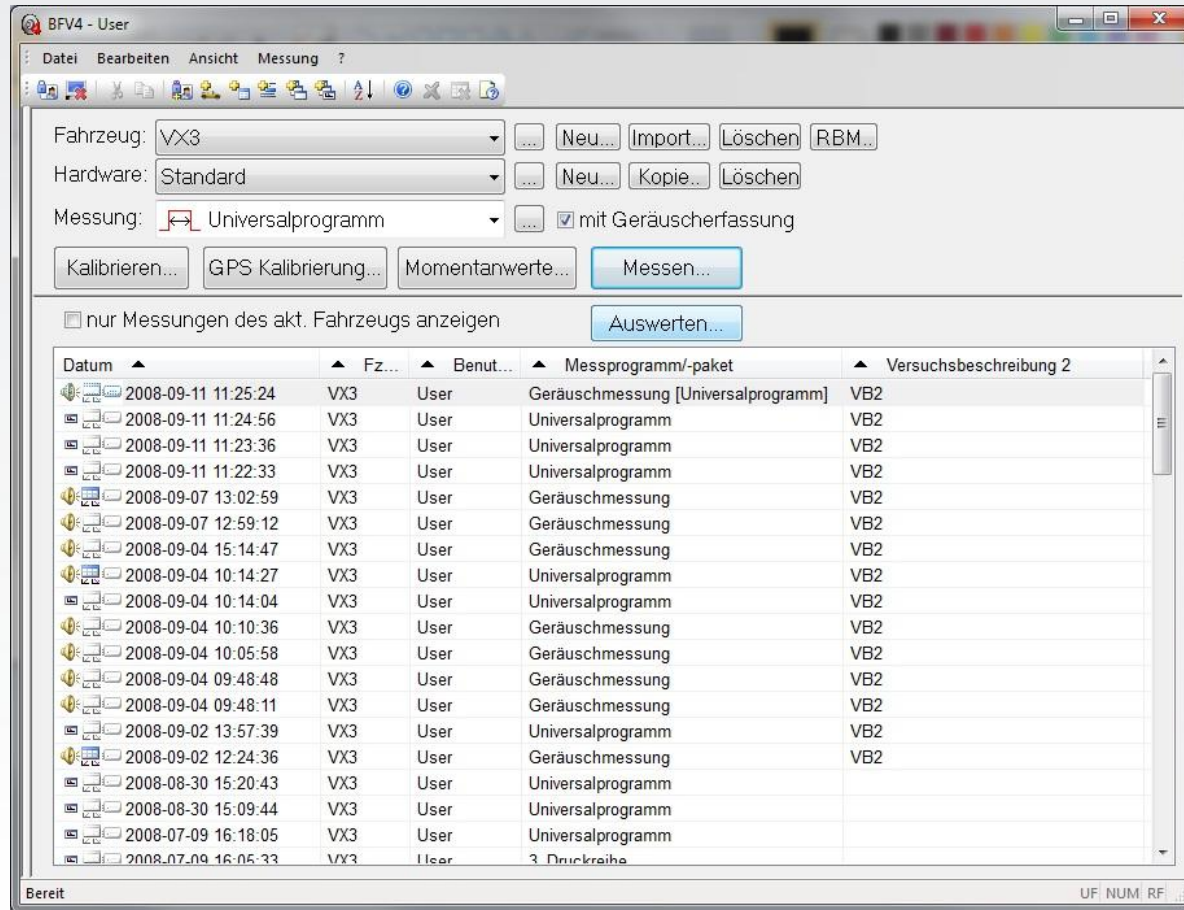 BFV4 - User
Datei Bearbeiten Ansicht Messung ?
Fahrzeug: VX3 ... Neu... Import... Löschen RBM..
Hardware: Standard ... Neu... Kopie.. Löschen
Messung: Universalprogramm ... mit Geräuscherfassung
Kalibrieren... GPS Kalibrierung... Momentanwerte... Messen...
nur Messungen des akt. Fahrzeugs anzeigen Auswerten...
Datum Fz... Benut... Messprogramm/-paket Versuchsbeschreibung 2
2008-09-11 11:25:24 VX3 User Geräuschmessung [Universalprogramm] VB2
2008-09-11 11:24:56 VX3 User Universalprogramm VB2
2008-09-11 11:23:36 VX3 User Universalprogramm VB2
2008-09-11 11:22:33 VX3 User Universalprogramm VB2
2008-09-07 13:02:59 VX3 User Geräuschmessung VB2
2008-09-07 12:59:12 VX3 User Geräuschmessung VB2
2008-09-04 15:14:47 VX3 User Geräuschmessung VB2
2008-09-04 10:14:27 VX3 User Universalprogramm VB2
2008-09-04 10:14:04 VX3 User Universalprogramm VB2
2008-09-04 10:10:36 VX3 User Geräuschmessung VB2
2008-09-04 10:05:58 VX3 User Geräuschmessung VB2
2008-09-04 09:48:48 VX3 User Geräuschmessung VB2
2008-09-04 09:48:11 VX3 User Geräuschmessung VB2
2008-09-02 13:57:39 VX3 User Universalprogramm VB2
2008-09-02 12:24:36 VX3 User Geräuschmessung VB2
2008-08-30 15:20:43 VX3 User Universalprogramm
2008-08-30 15:09:44 VX3 User Universalprogramm
2008-07-09 16:18:05 VX3 User Universalprogramm
2008-07-09 16:05:33 VX3 User 3. Druckreihe
Bereit UF NUM RF